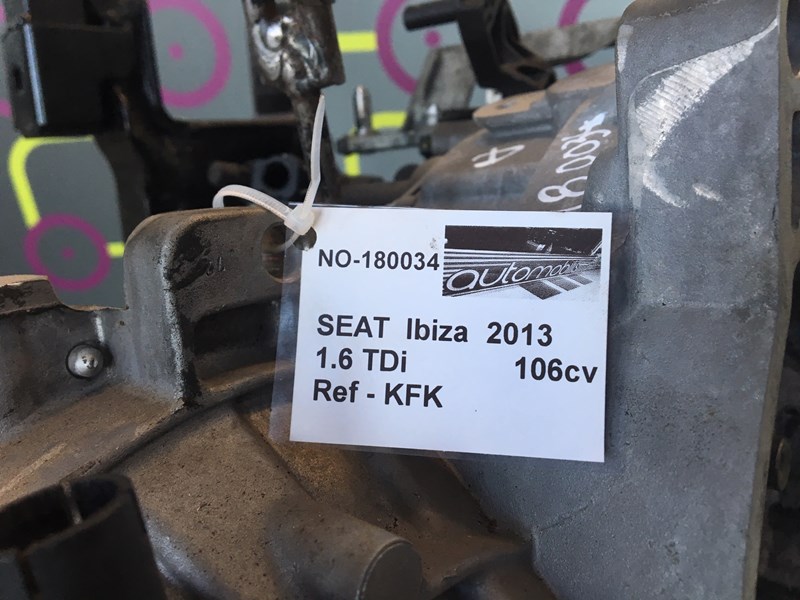 NO-180034
automobile
SEAT Ibiza 2013
1.6 TDi 106cv
Ref - KFK
A